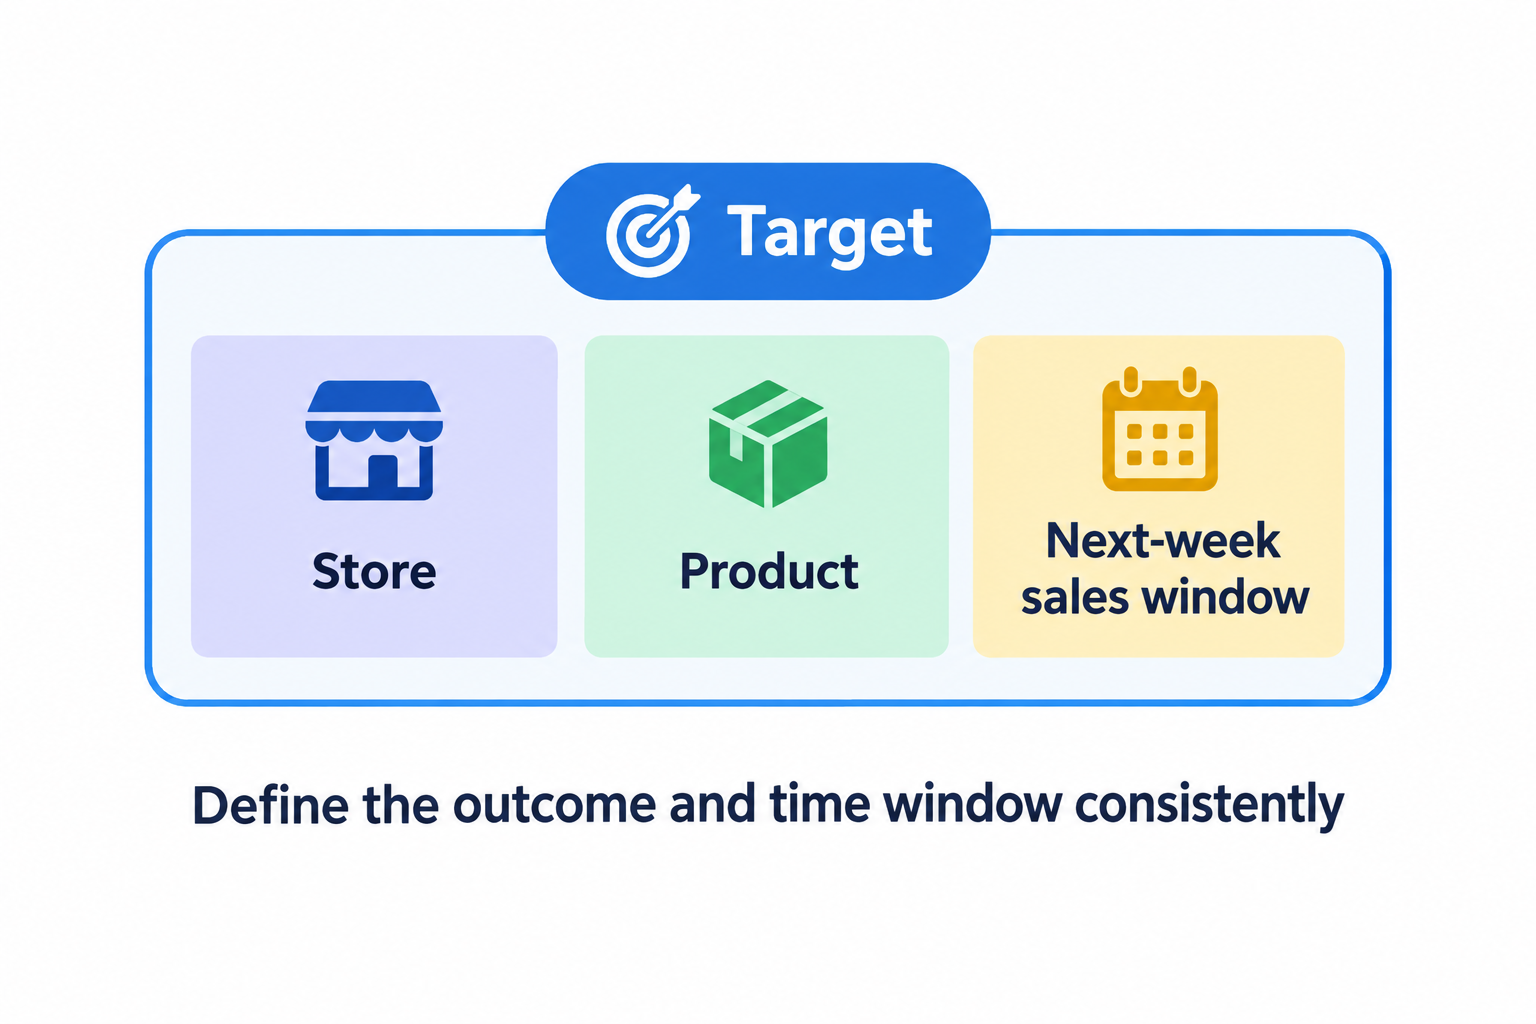 Target
Store
Product
Next-week
sales window
Define the outcome and time window consistently